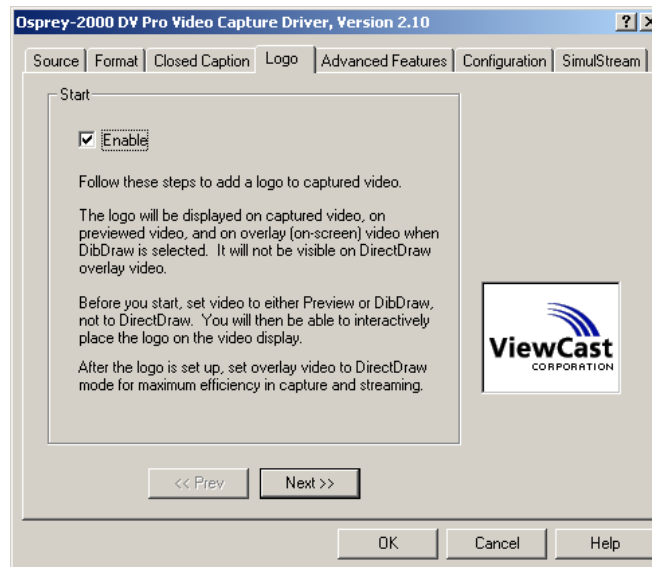 Osprey-2000 DV Pro Video Capture Driver, Version 2.10
Source Format Closed Caption Logo Advanced Features Configuration SimulStream
Start
Enable
Follow these steps to add a logo to captured video.
The logo will be displayed on captured video, on
previewed video, and on overlay (on-screen) video when
DibDraw is selected. It will not be visible on DirectDraw
overlay video.
Before you start, set video to either Preview or DibDraw,
not to DirectDraw. You will then be able to interactively
place the logo on the video display.
After the logo is set up, set overlay video to DirectDraw
mode for maximum efficiency in capture and streaming.
ViewCast
CORPORATION
<< Prev Next >>
OK Cancel Help